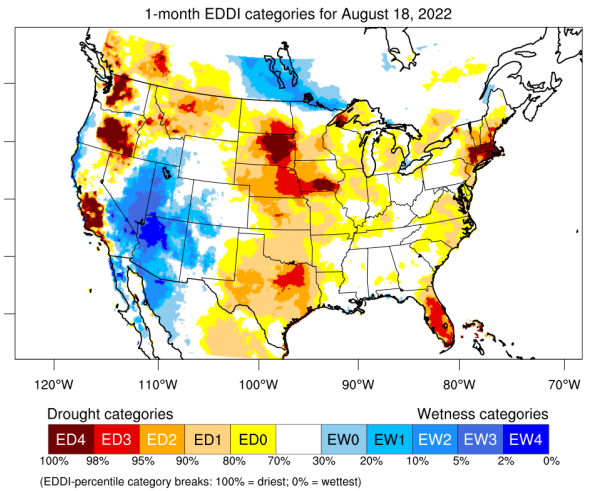 1-month EDDI categories for August 18, 2022
120°W 110°W 100°W 90°W 80°W 70°W
Drought categories Wetness categories
ED4 ED3 ED2 ED1 ED0 EW0 EW1 EW2 EW3 EW4
100% 98% 95% 90% 80% 70% 30% 20% 10% 5% 2% 0%
(EDDI-percentile category breaks: 100% = driest; 0% = wettest)